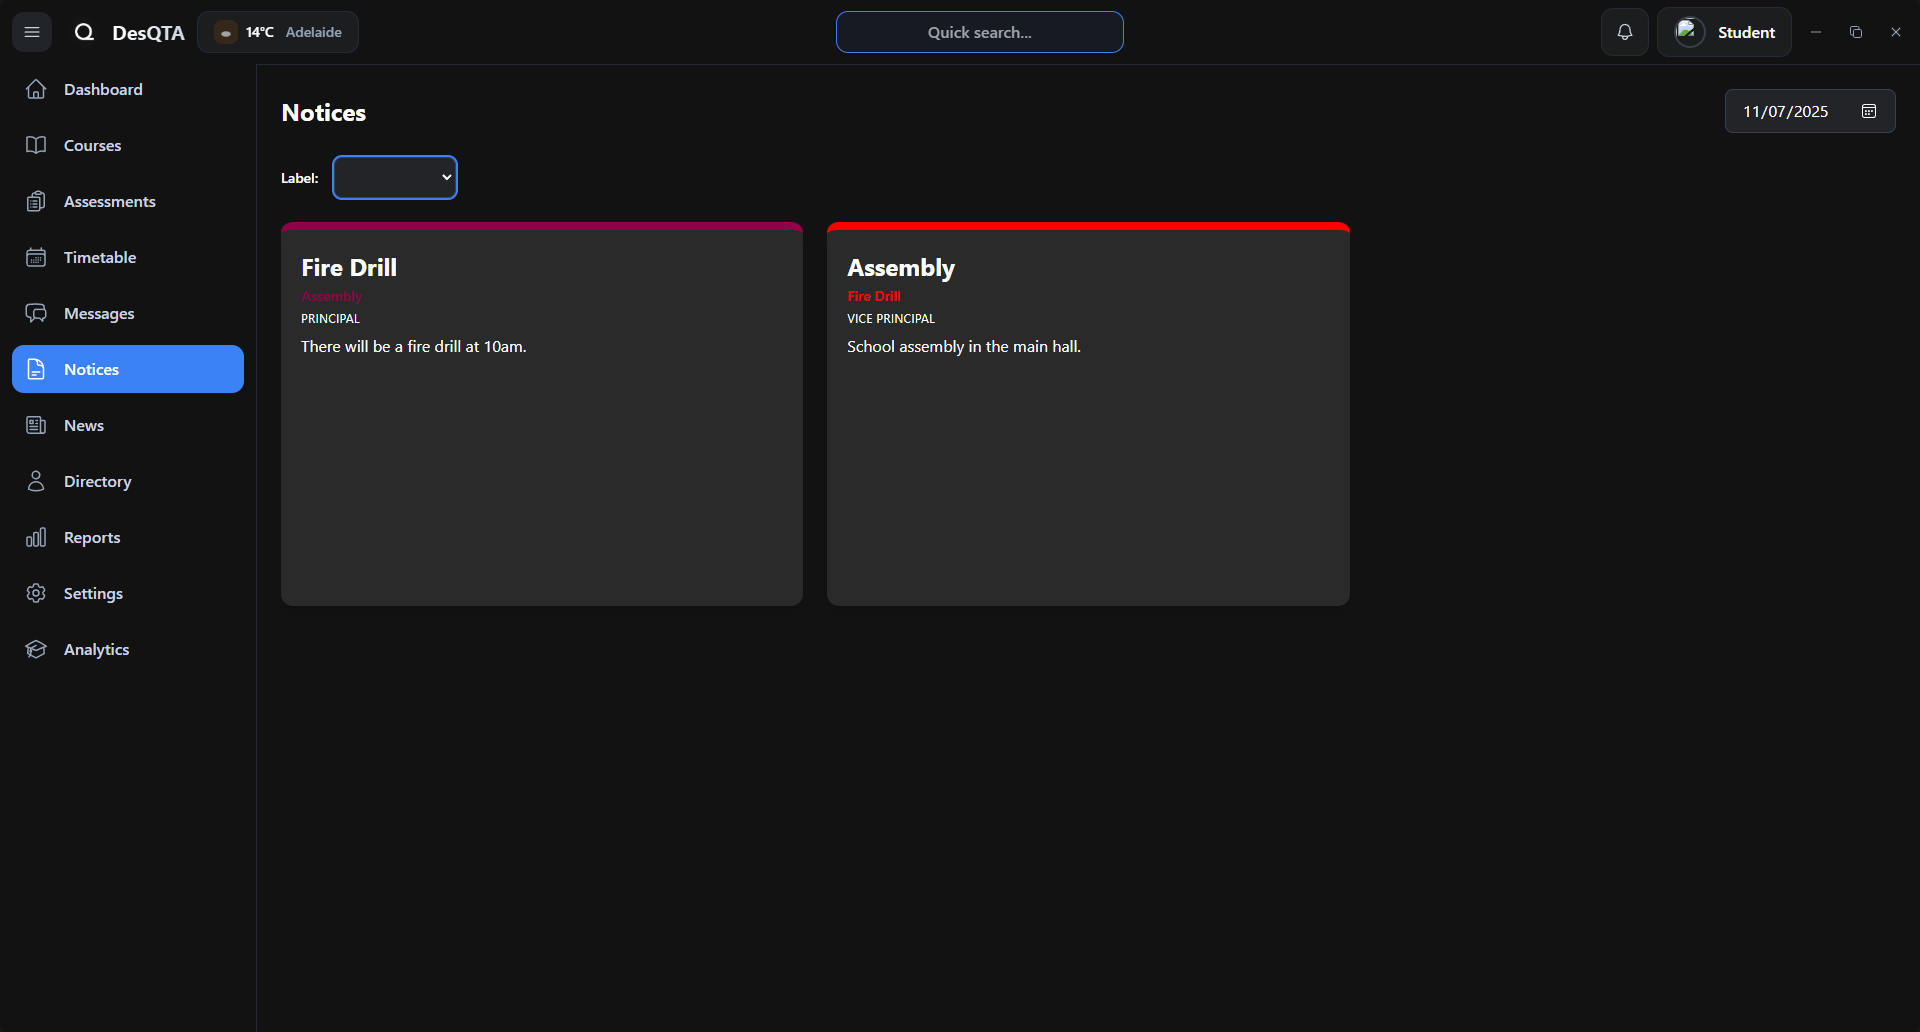 DesQTA
14°C Adelaide
Quick search...
Student
Dashboard
Courses
Assessments
Timetable
Messages
Notices
News
Directory
Reports
Settings
Analytics
Notices
11/07/2025
Label:
Fire Drill
Assembly
PRINCIPAL
There will be a fire drill at 10am.
Assembly
Fire Drill
VICE PRINCIPAL
School assembly in the main hall.